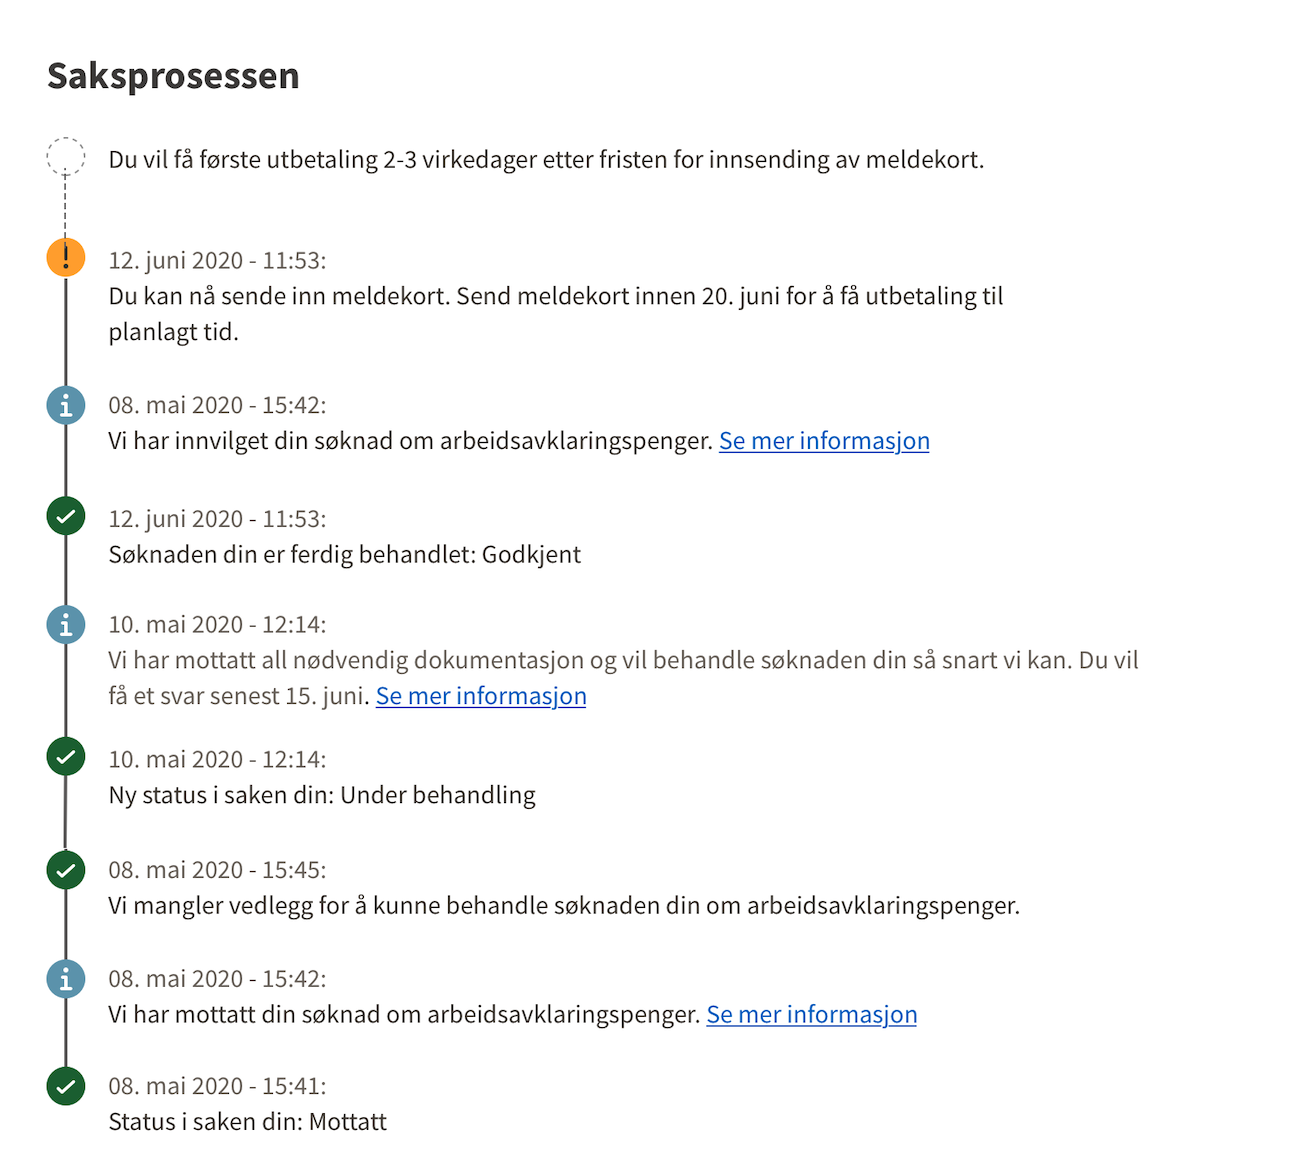 Saksprosessen
Du vil få første utbetaling 2-3 virkedager etter fristen for innsending av meldekort.
12. juni 2020 - 11:53:
Du kan nå sende inn meldekort. Send meldekort innen 20. juni for å få utbetaling til
planlagt tid.
08. mai 2020 - 15:42:
Vi har innvilget din søknad om arbeidsavklaringspenger. Se mer informasjon
12. juni 2020 - 11:53:
Søknaden din er ferdig behandlet: Godkjent
10. mai 2020 - 12:14:
Vi har mottatt all nødvendig dokumentasjon og vil behandle søknaden din så snart vi kan. Du vil
få et svar senest 15. juni. Se mer informasjon
10. mai 2020 - 12:14:
Ny status i saken din: Under behandling
08. mai 2020 - 15:45:
Vi mangler vedlegg for å kunne behandle søknaden din om arbeidsavklaringspenger.
08. mai 2020 - 15:42:
Vi har mottatt din søknad om arbeidsavklaringspenger. Se mer informasjon
08. mai 2020 - 15:41:
Status i saken din: Mottatt